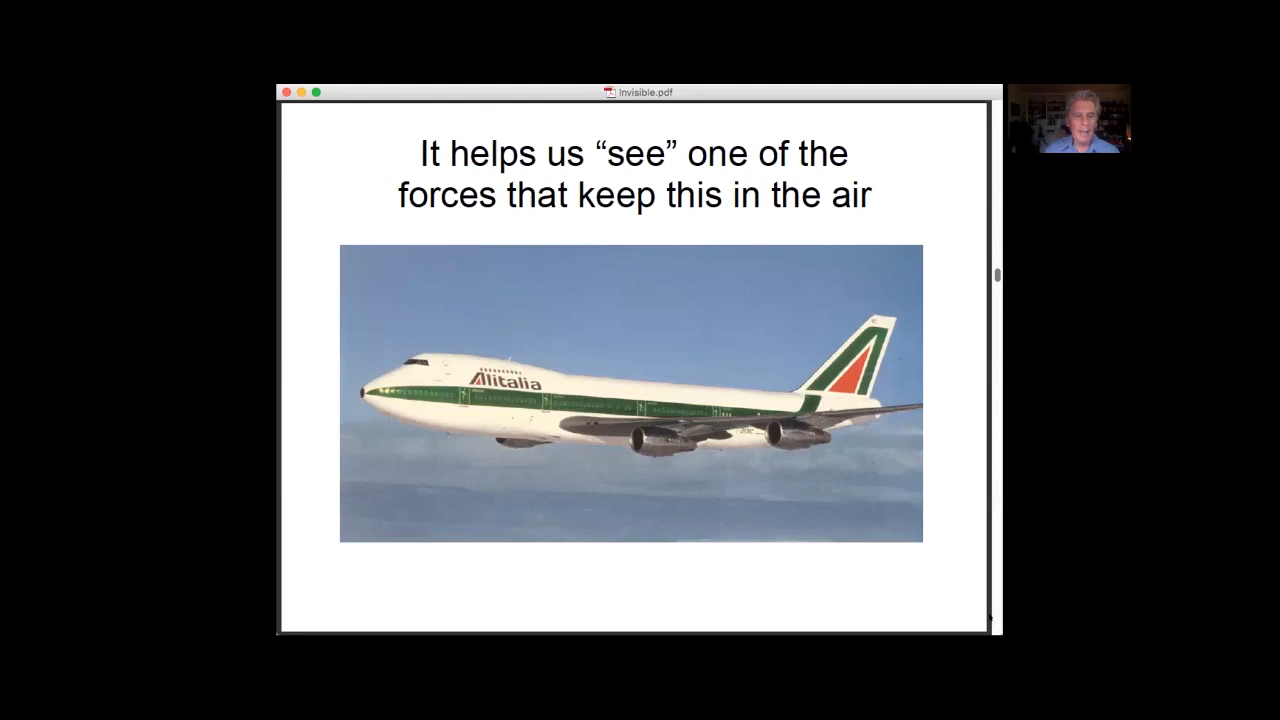 Invisible.pdf
It helps us “see” one of the
forces that keep this in the air
Alitalia